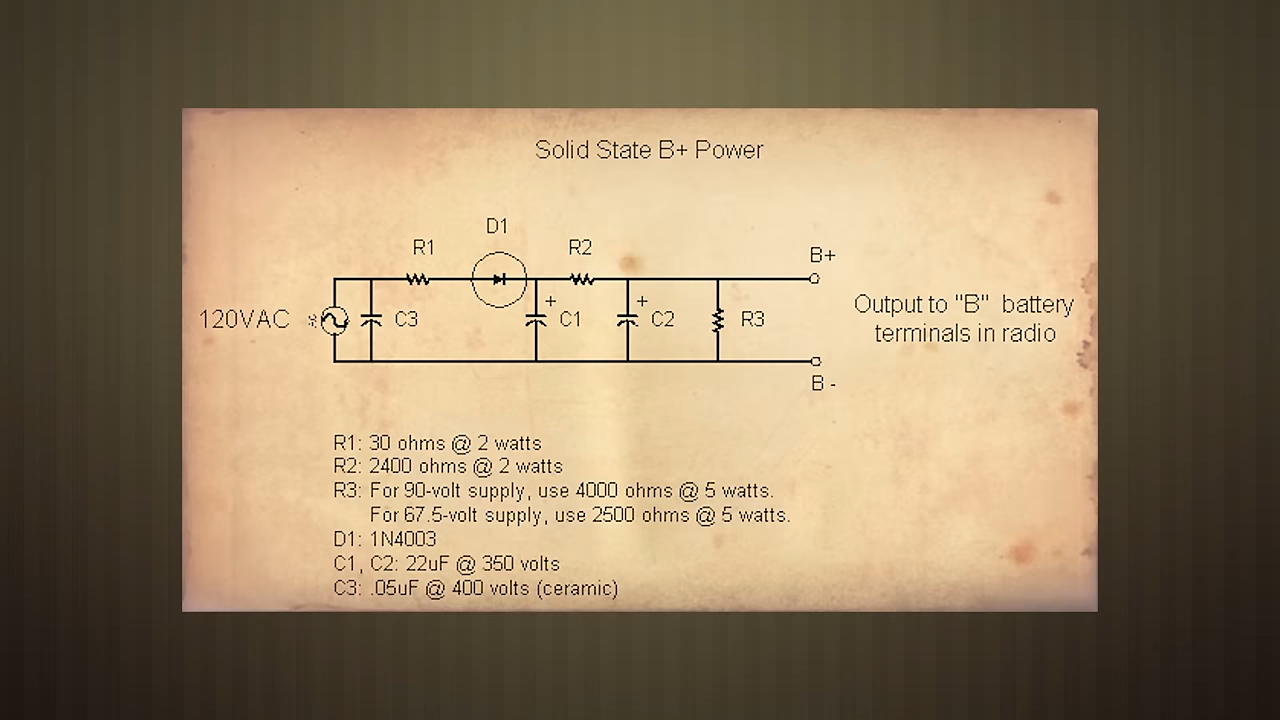 Solid State B+ Power
D1
R1
R2
B+
120VAC
C3
+
C1
+
C2
R3
Output to "B" battery
terminals in radio
B -
R1: 30 ohms @ 2 watts
R2: 2400 ohms @ 2 watts
R3: For 90-volt supply, use 4000 ohms @ 5 watts.
For 67.5-volt supply, use 2500 ohms @ 5 watts.
D1: 1N4003
C1, C2: 22uF @ 350 volts
C3: .05uF @ 400 volts (ceramic)